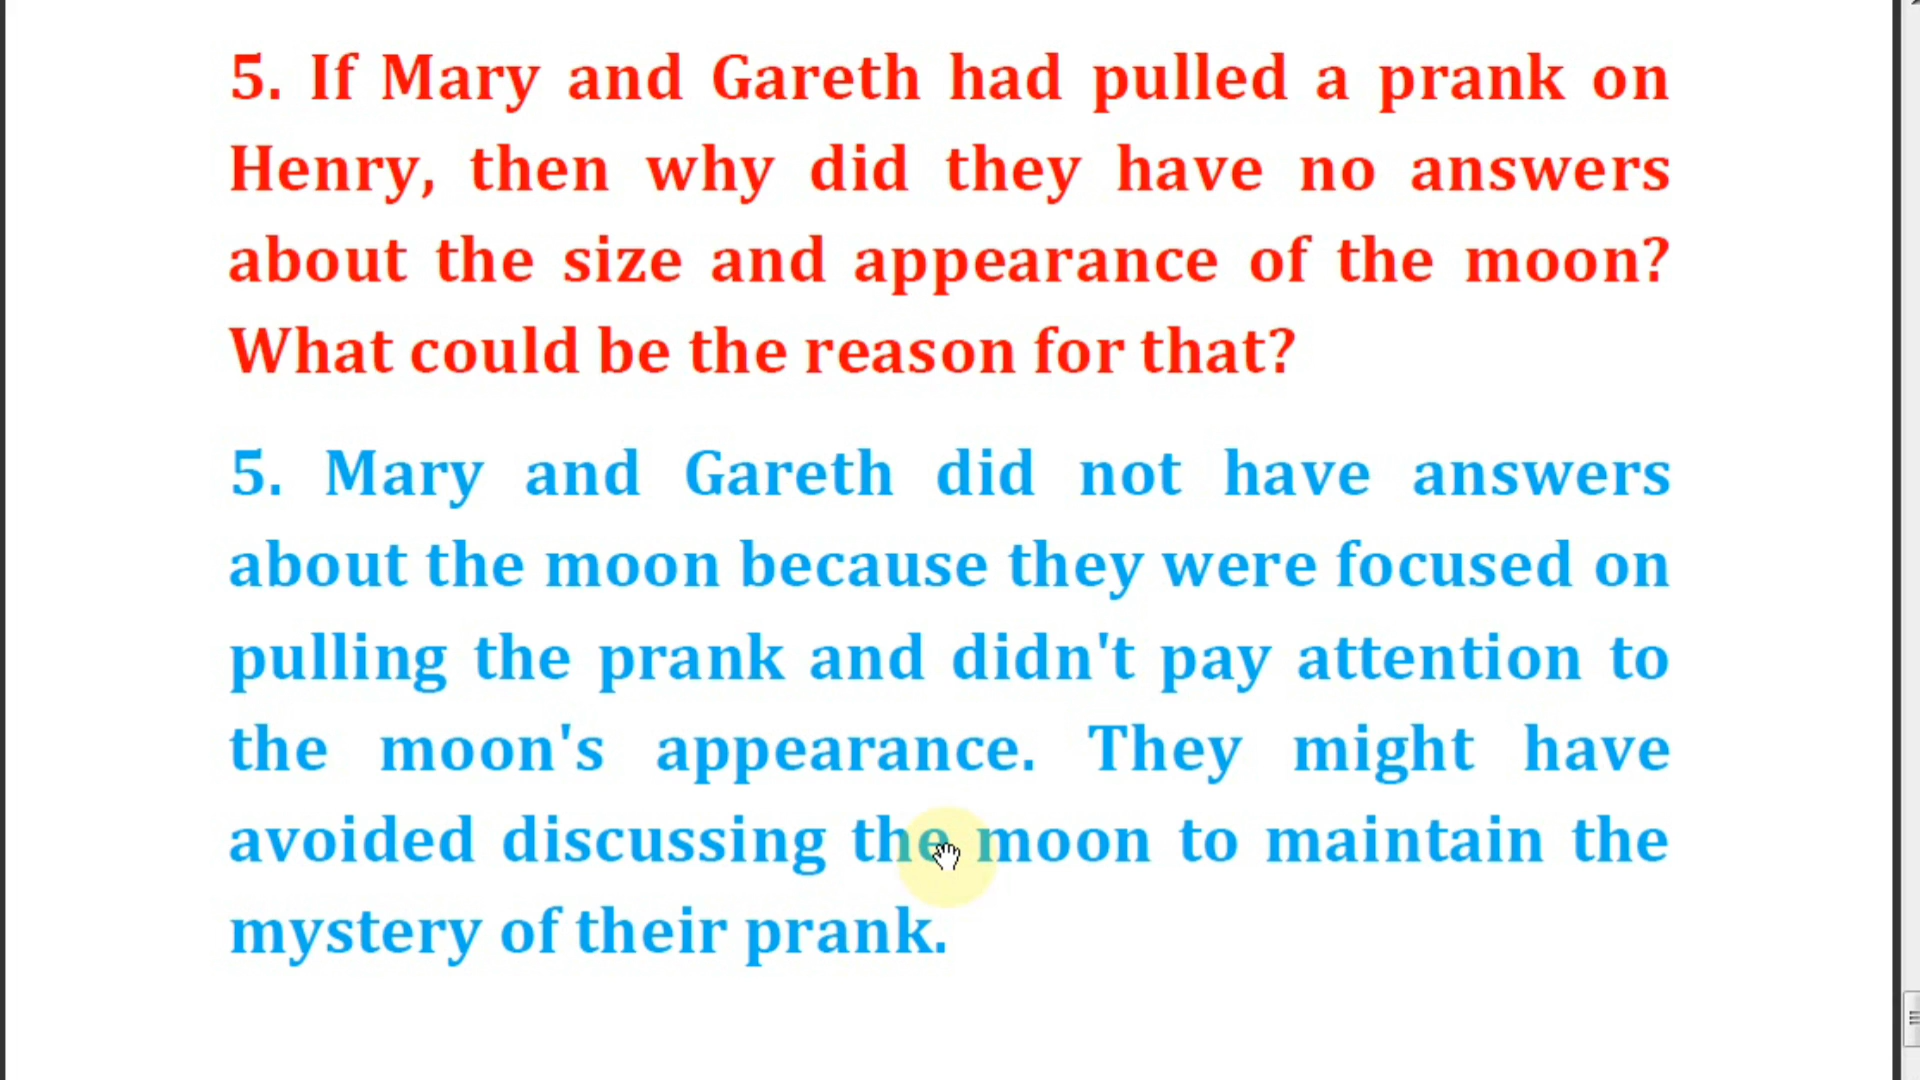 5. If Mary and Gareth had pulled a prank on
Henry, then why did they have no answers
about the size and appearance of the moon?
What could be the reason for that?
5. Mary and Gareth did not have answers
about the moon because they were focused on
pulling the prank and didn't pay attention to
the moon's appearance. They might have
avoided discussing the moon to maintain the
mystery of their prank.